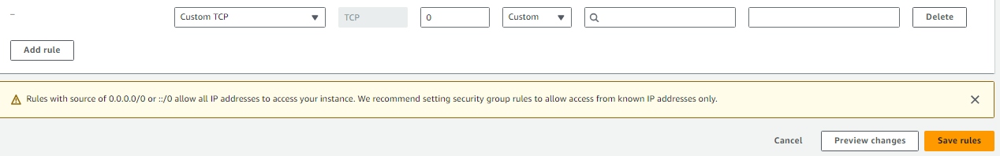 –
Custom TCP
TCP
0
Custom
Delete
Add rule
Rules with source of 0.0.0.0/0 or ::/0 allow all IP addresses to access your instance. We recommend setting security group rules to allow access from known IP addresses only.
Cancel
Preview changes
Save rules